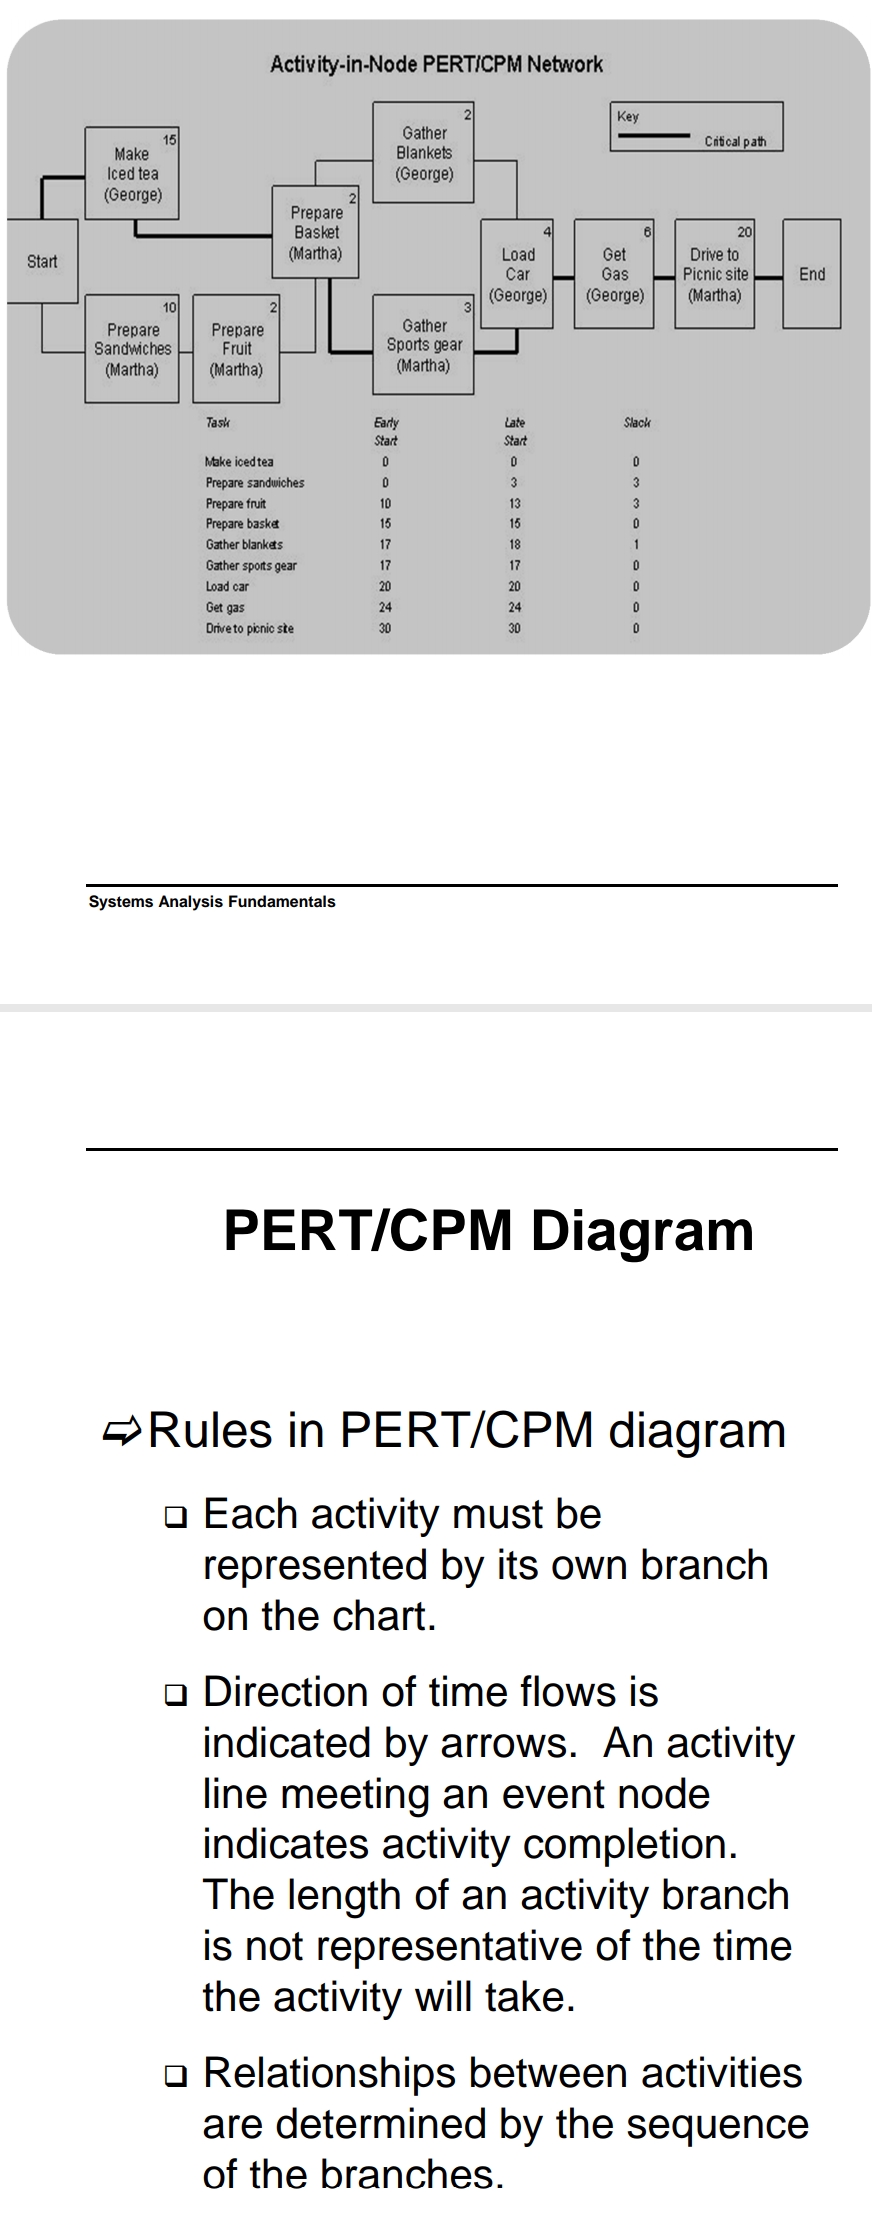 Activity-in-Node PERT/CPM Network
2
Gather
Blankets
(George)
Key
Critical path
15
Make
Iced tea
(George)
2
Prepare
Basket
(Martha)
Start
4
Load
Car
(George)
6
Get
Gas
(George)
20
Drive to
Picnic site
(Martha)
End
10
Prepare
Sandwiches
(Martha)
2
Prepare
Fruit
(Martha)
3
Gather
Sports gear
(Martha)
Task Early Start Late Start Slack
Make iced tea 0 0 0
Prepare sandwiches 0 3 3
Prepare fruit 10 13 3
Prepare basket 15 15 0
Gather blankets 17 18 1
Gather sports gear 17 17 0
Load car 20 20 0
Get gas 24 24 0
Drive to picnic site 30 30 0
Systems Analysis Fundamentals
PERT/CPM Diagram
Rules in PERT/CPM diagram
Each activity must be
represented by its own branch
on the chart.
Direction of time flows is
indicated by arrows. An activity
line meeting an event node
indicates activity completion.
The length of an activity branch
is not representative of the time
the activity will take.
Relationships between activities
are determined by the sequence
of the branches.